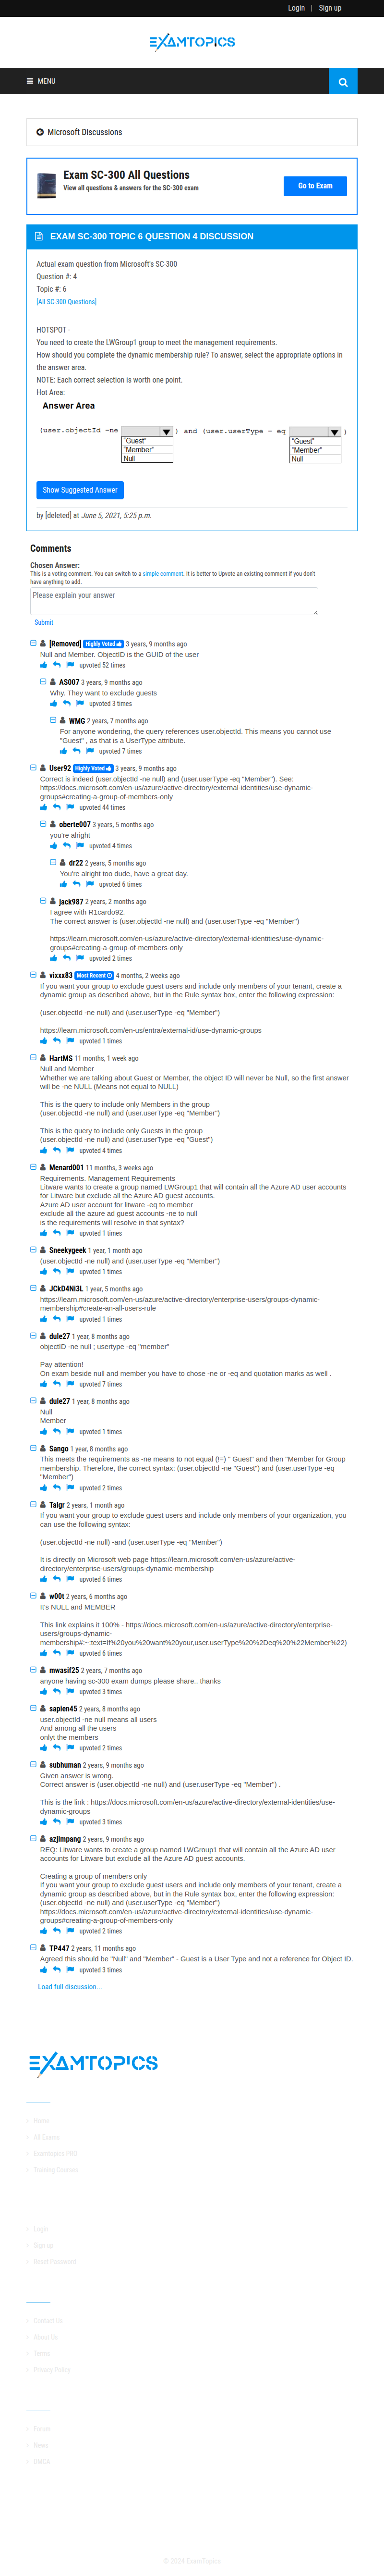 Login | Sign up
EXAMTOPICS
MENU
Microsoft Discussions
Exam SC-300 All Questions
View all questions & answers for the SC-300 exam
Go to Exam
EXAM SC-300 TOPIC 6 QUESTION 4 DISCUSSION
Actual exam question from Microsoft's SC-300
Question #: 4
Topic #: 6
[All SC-300 Questions]
HOTSPOT -
You need to create the LWGroup1 group to meet the management requirements.
How should you complete the dynamic membership rule? To answer, select the appropriate options in
the answer area.
NOTE: Each correct selection is worth one point.
Hot Area:
Answer Area
(user.objectId -ne ) and (user.userType - eq )
"Guest" "Guest"
"Member" "Member"
Null Null
Show Suggested Answer
by [deleted] at June 5, 2021, 5:25 p.m.
Comments
Chosen Answer:
This is a voting comment. You can switch to a simple comment. It is better to Upvote an existing comment if you don't
have anything to add.
Please explain your answer
Submit
[Removed] Highly Voted 3 years, 9 months ago
Null and Member. ObjectID is the GUID of the user
upvoted 52 times
AS007 3 years, 9 months ago
Why. They want to exclude guests
upvoted 3 times
WMG 2 years, 7 months ago
For anyone wondering, the query references user.objectId. This means you cannot use
"Guest" , as that is a UserType attribute.
upvoted 7 times
User92 Highly Voted 3 years, 9 months ago
Correct is indeed (user.objectId -ne null) and (user.userType -eq "Member"). See:
https://docs.microsoft.com/en-us/azure/active-directory/external-identities/use-dynamic-
groups#creating-a-group-of-members-only
upvoted 44 times
oberte007 3 years, 5 months ago
you're alright
upvoted 4 times
dr22 2 years, 5 months ago
You're alright too dude, have a great day.
upvoted 6 times
jack987 2 years, 2 months ago
I agree with R1cardo92.
The correct answer is (user.objectId -ne null) and (user.userType -eq "Member")
https://learn.microsoft.com/en-us/azure/active-directory/external-identities/use-dynamic-
groups#creating-a-group-of-members-only
upvoted 2 times
vixxx83 Most Recent 4 months, 2 weeks ago
If you want your group to exclude guest users and include only members of your tenant, create a
dynamic group as described above, but in the Rule syntax box, enter the following expression:
(user.objectId -ne null) and (user.userType -eq "Member")
https://learn.microsoft.com/en-us/entra/external-id/use-dynamic-groups
upvoted 1 times
HartMS 11 months, 1 week ago
Null and Member
Whether we are talking about Guest or Member, the object ID will never be Null, so the first answer
will be -ne NULL (Means not equal to NULL)
This is the query to include only Members in the group
(user.objectId -ne null) and (user.userType -eq "Member")
This is the query to include only Guests in the group
(user.objectId -ne null) and (user.userType -eq "Guest")
upvoted 4 times
Menard001 11 months, 3 weeks ago
Requirements. Management Requirements
Litware wants to create a group named LWGroup1 that will contain all the Azure AD user accounts
for Litware but exclude all the Azure AD guest accounts.
Azure AD user account for litware -eq to member
exclude all the azure ad guest accounts -ne to null
is the requirements will resolve in that syntax?
upvoted 1 times
Sneekygeek 1 year, 1 month ago
(user.objectId -ne null) and (user.userType -eq "Member")
upvoted 1 times
JCkD4Ni3L 1 year, 5 months ago
https://learn.microsoft.com/en-us/azure/active-directory/enterprise-users/groups-dynamic-
membership#create-an-all-users-rule
upvoted 1 times
dule27 1 year, 8 months ago
objectID -ne null ; usertype -eq "member"
Pay attention!
On exam beside null and member you have to chose -ne or -eq and quotation marks as well .
upvoted 7 times
dule27 1 year, 8 months ago
Null
Member
upvoted 1 times
Sango 1 year, 8 months ago
This meets the requirements as -ne means to not equal (!=) " Guest" and then "Member for Group
membership. Therefore, the correct syntax: (user.objectId -ne "Guest") and (user.userType -eq
"Member")
upvoted 2 times
Taigr 2 years, 1 month ago
If you want your group to exclude guest users and include only members of your organization, you
can use the following syntax:
(user.objectId -ne null) -and (user.userType -eq "Member")
It is directly on Microsoft web page https://learn.microsoft.com/en-us/azure/active-
directory/enterprise-users/groups-dynamic-membership
upvoted 6 times
w00t 2 years, 6 months ago
It's NULL and MEMBER
This link explains it 100% - https://docs.microsoft.com/en-us/azure/active-directory/enterprise-
users/groups-dynamic-
membership#:~:text=If%20you%20want%20your,user.userType%20%2Deq%20%22Member%22)
upvoted 6 times
mwasif25 2 years, 7 months ago
anyone having sc-300 exam dumps please share.. thanks
upvoted 3 times
sapien45 2 years, 8 months ago
user.objectId -ne null means all users
And among all the users
onlyt the members
upvoted 2 times
subhuman 2 years, 9 months ago
Given answer is wrong.
Correct answer is (user.objectId -ne null) and (user.userType -eq "Member") .
This is the link : https://docs.microsoft.com/en-us/azure/active-directory/external-identities/use-
dynamic-groups
upvoted 3 times
azjlmpang 2 years, 9 months ago
REQ: Litware wants to create a group named LWGroup1 that will contain all the Azure AD user
accounts for Litware but exclude all the Azure AD guest accounts.
Creating a group of members only
If you want your group to exclude guest users and include only members of your tenant, create a
dynamic group as described above, but in the Rule syntax box, enter the following expression:
(user.objectId -ne null) and (user.userType -eq "Member")
https://docs.microsoft.com/en-us/azure/active-directory/external-identities/use-dynamic-
groups#creating-a-group-of-members-only
upvoted 2 times
TP447 2 years, 11 months ago
Agreed this should be "Null" and "Member" - Guest is a User Type and not a reference for Object ID.
upvoted 3 times
Load full discussion...
EXAMTOPICS
Home
All Exams
Examtopics PRO
Training Courses
Login
Sign up
Reset Password
Contact Us
About Us
Terms
Privacy Policy
Forum
News
DMCA
© 2024 ExamTopics